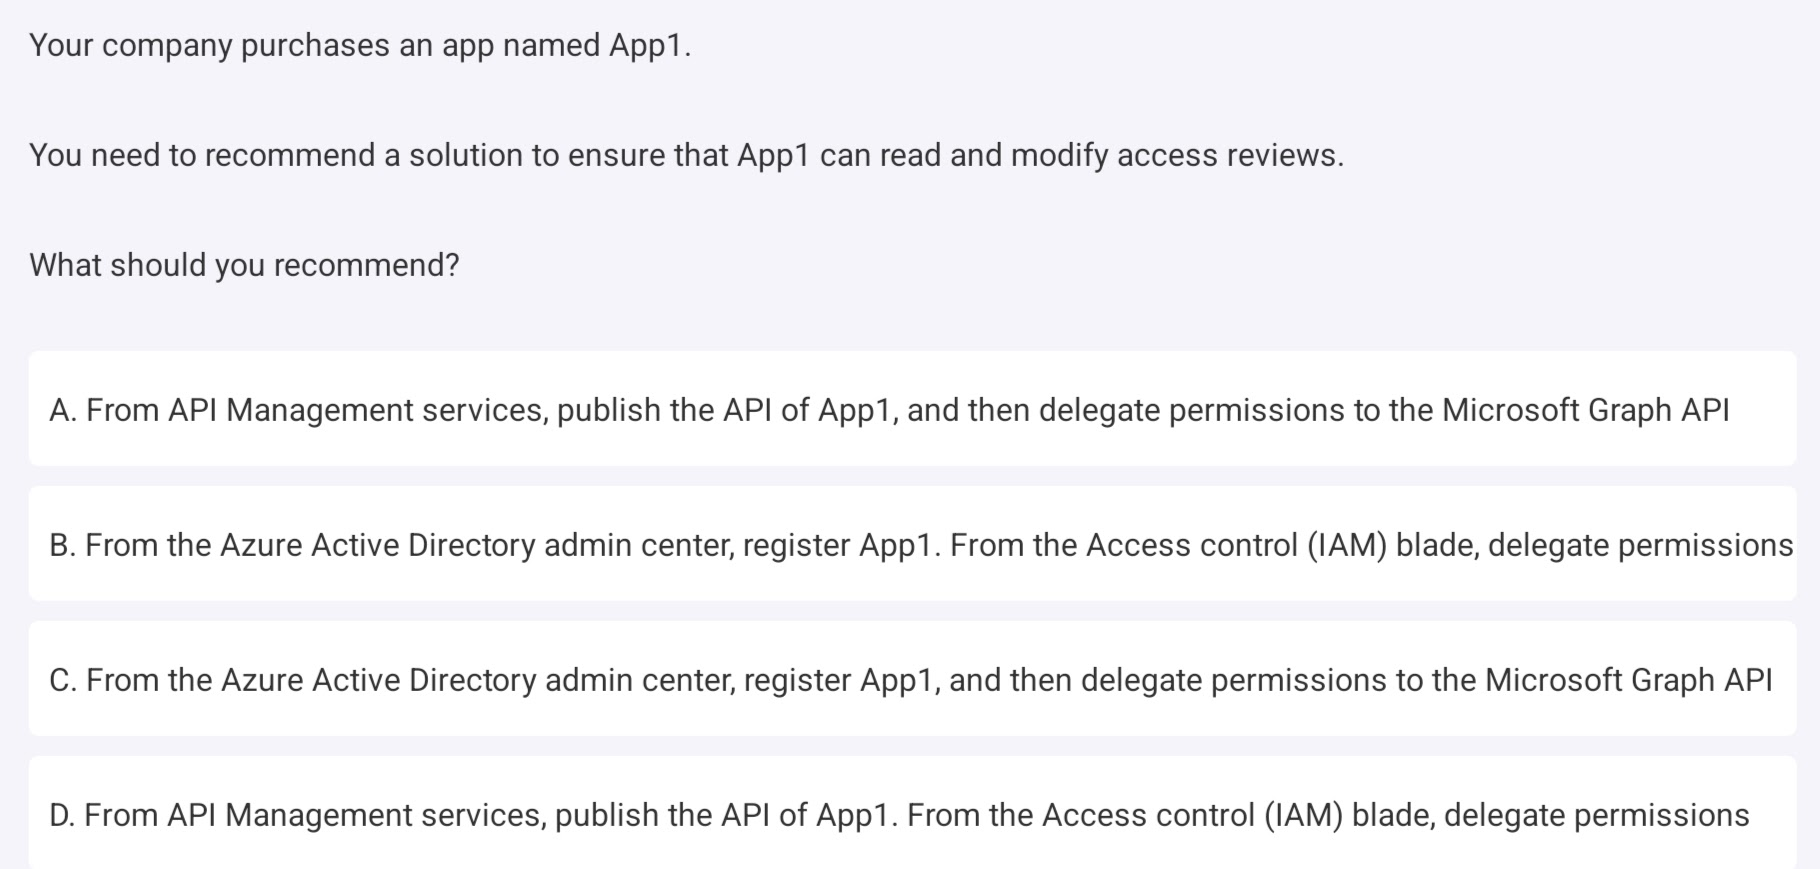 Your company purchases an app named App1.
You need to recommend a solution to ensure that App1 can read and modify access reviews.
What should you recommend?
A. From API Management services, publish the API of App1, and then delegate permissions to the Microsoft Graph API
B. From the Azure Active Directory admin center, register App1. From the Access control (IAM) blade, delegate permissions
C. From the Azure Active Directory admin center, register App1, and then delegate permissions to the Microsoft Graph API
D. From API Management services, publish the API of App1. From the Access control (IAM) blade, delegate permissions